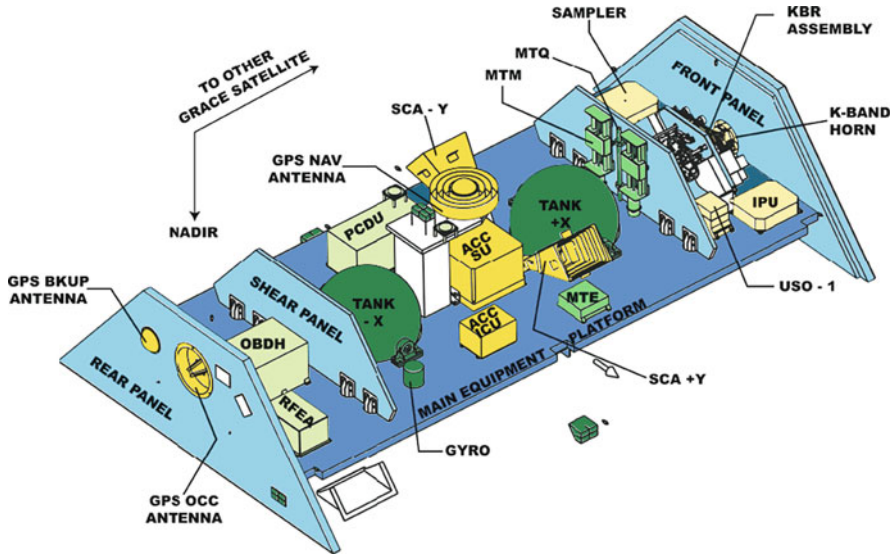 SAMPLER
KBR
ASSEMBLY
MTQ
MTM
TO OTHER
GRACE SATELLITE
FRONT PANEL
SCA - Y
K-BAND
HORN
GPS NAV
ANTENNA
NADIR
PCDU
ACC
SU
TANK
+X
IPU
USO - 1
GPS BKUP
ANTENNA
SHEAR PANEL
TANK
- X
MTE
ACC
ICU
OBDH
REAR PANEL
RFEA
MAIN EQUIPMENT PLATFORM
SCA +Y
GYRO
GPS OCC
ANTENNA